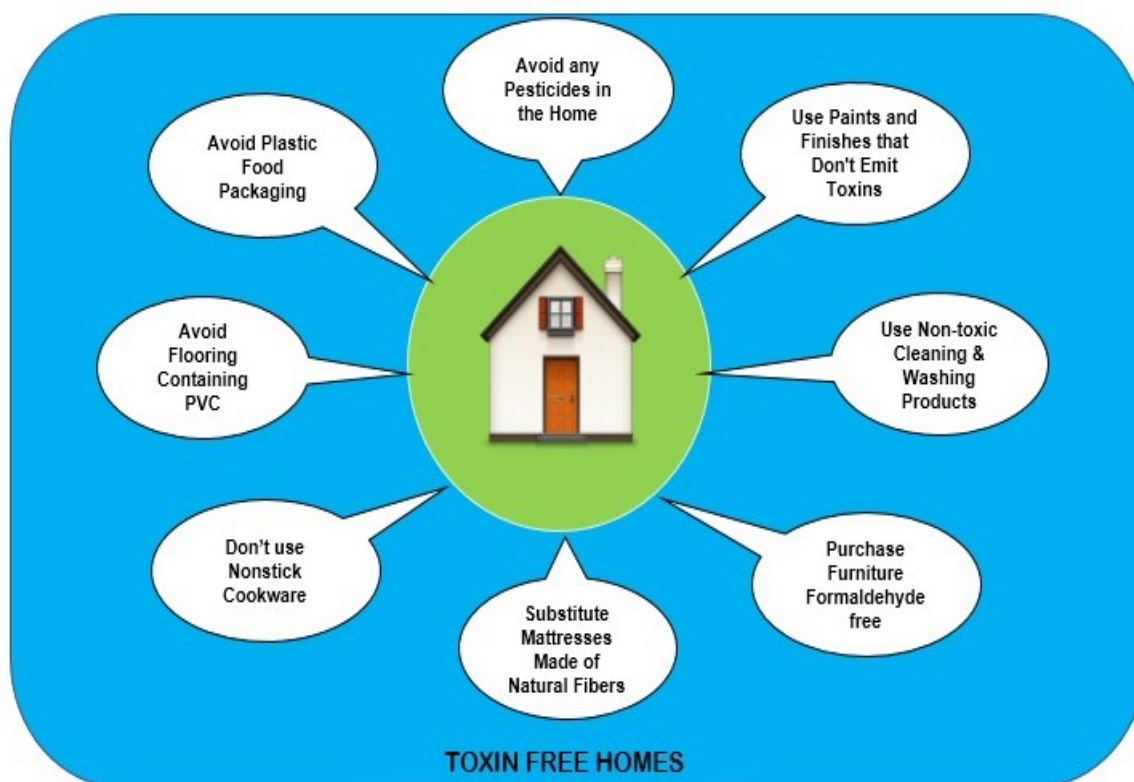 Avoid any
Pesticides in
the Home
Use Paints and
Finishes that
Don't Emit
Toxins
Use Non-toxic
Cleaning &
Washing
Products
Purchase
Furniture
Formaldehyde
free
Substitute
Mattresses
Made of
Natural Fibers
Don’t use
Nonstick
Cookware
Avoid
Flooring
Containing
PVC
Avoid Plastic
Food
Packaging
TOXIN FREE HOMES